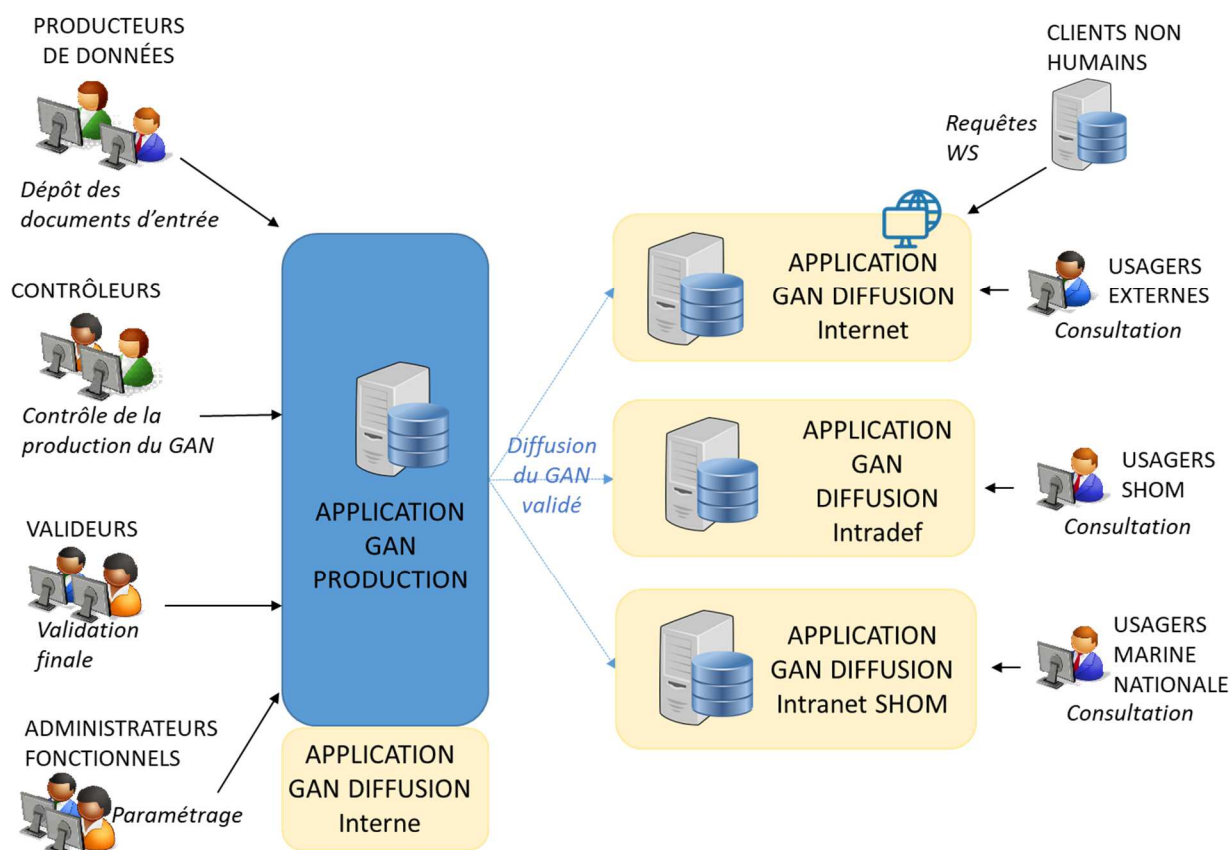 PRODUCTEURS
DE DONNÉES
Dépôt des
documents d'entrée
CONTRÔLEURS
Contrôle de la
production du GAN
VALIDEURS
Validation
finale
ADMINISTRATEURS
FONCTIONNELS
Paramétrage
APPLICATION
GAN
PRODUCTION
APPLICATION
GAN DIFFUSION
Interne
Diffusion
du GAN
validé
CLIENTS NON
HUMAINS
Requêtes
WS
APPLICATION
GAN DIFFUSION
Internet
USAGERS
EXTERNES
Consultation
APPLICATION
GAN
DIFFUSION
Intradef
USAGERS
SHOM
Consultation
APPLICATION
GAN DIFFUSION
Intranet SHOM
USAGERS
MARINE
NATIONALE
Consultation